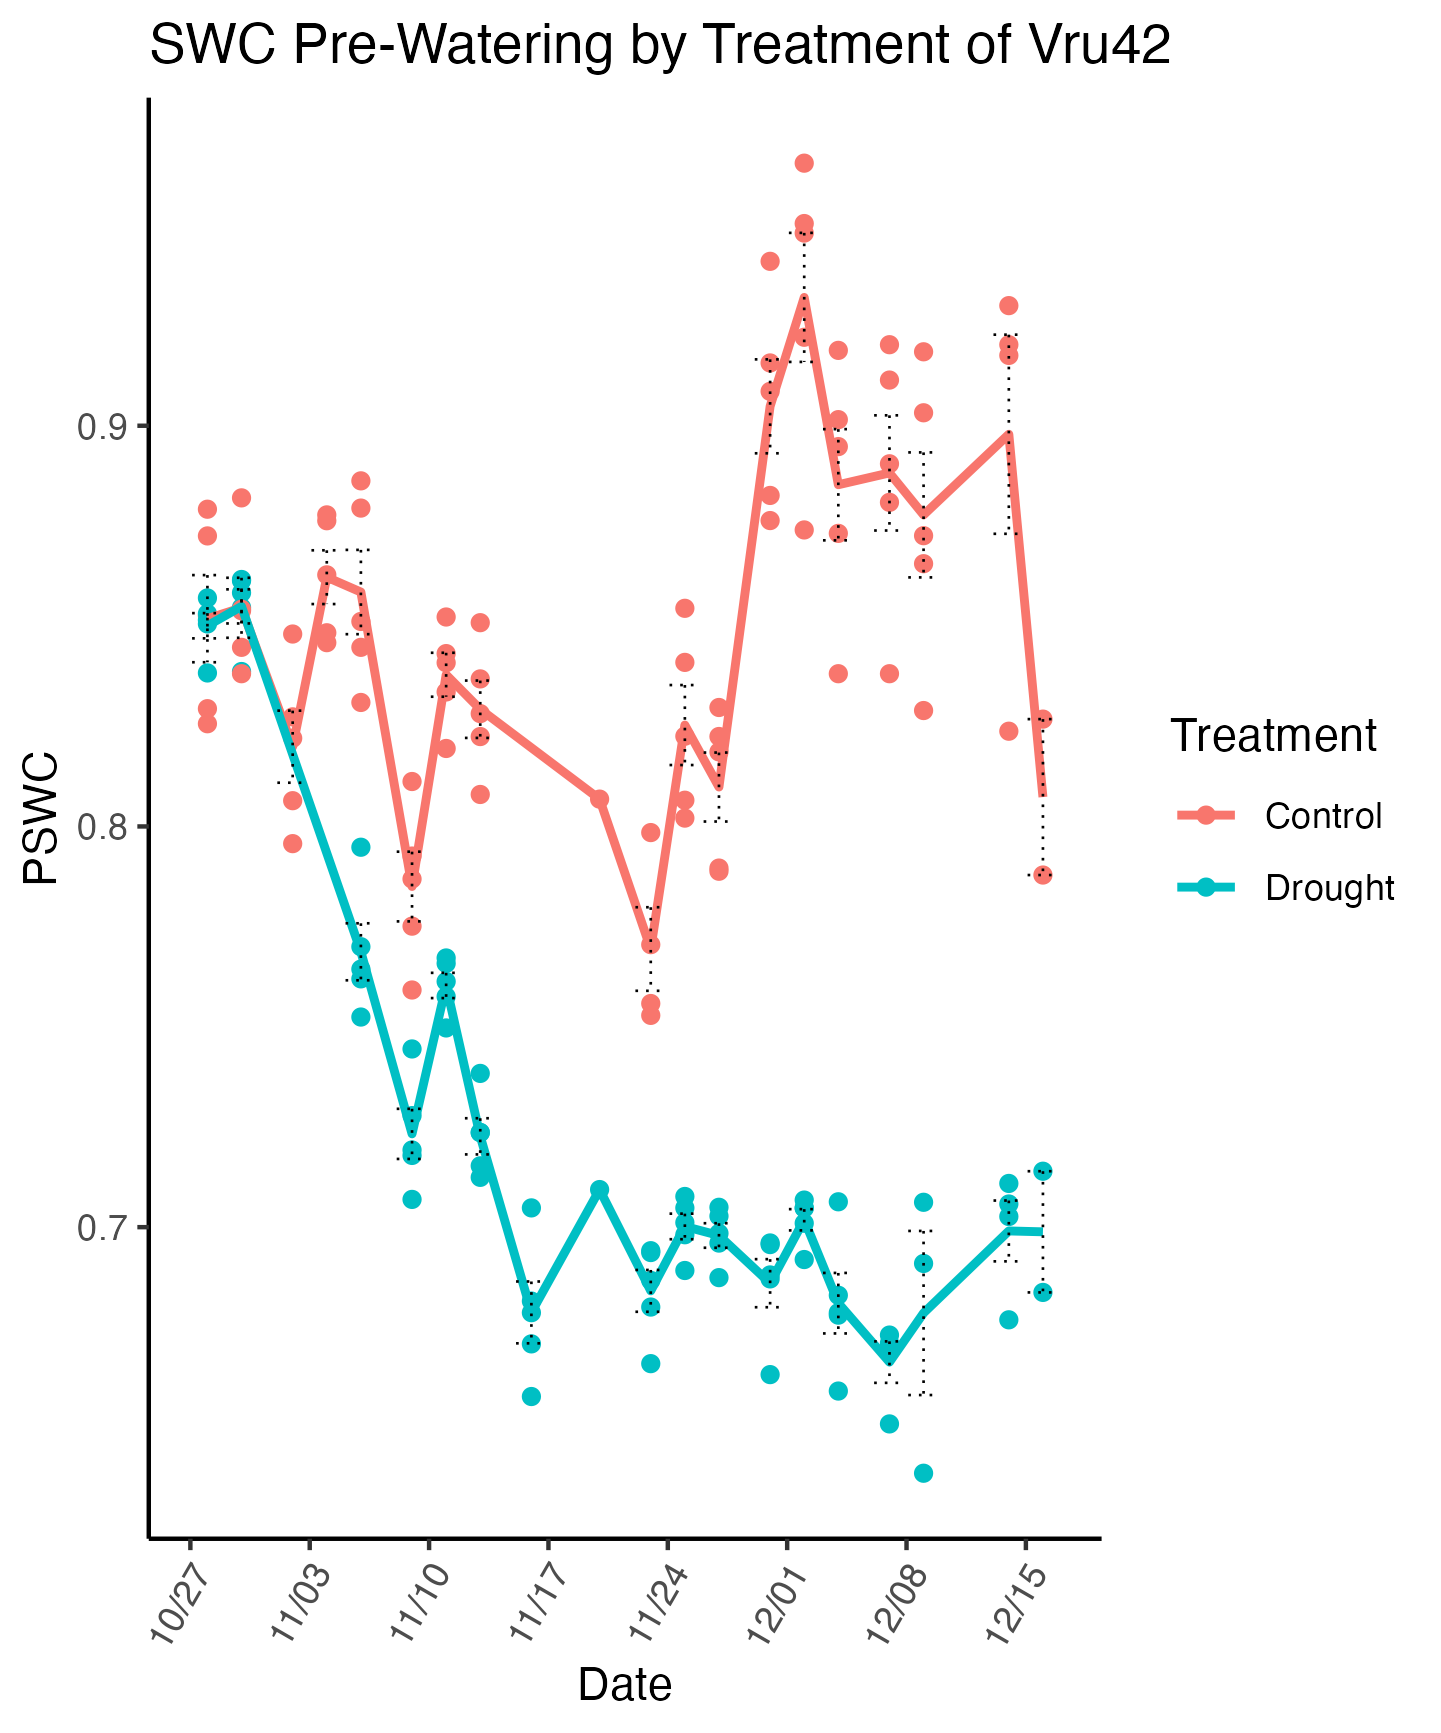 SWC Pre-Watering by Treatment of Vru42
PSWC
0.9
0.8
0.7
10/27
11/03
11/10
11/17
11/24
12/01
12/08
12/15
Date
Treatment
Control
Drought